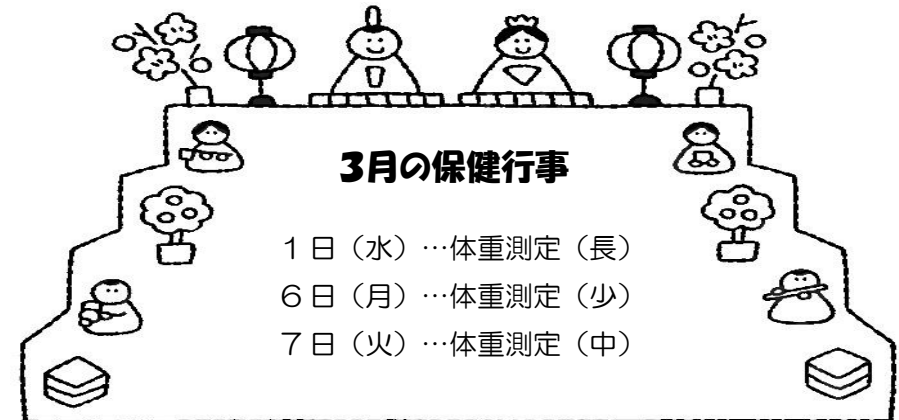 3月の保健行事
１日（水）…体重測定（長）
６日（月）…体重測定（少）
７日（火）…体重測定（中）